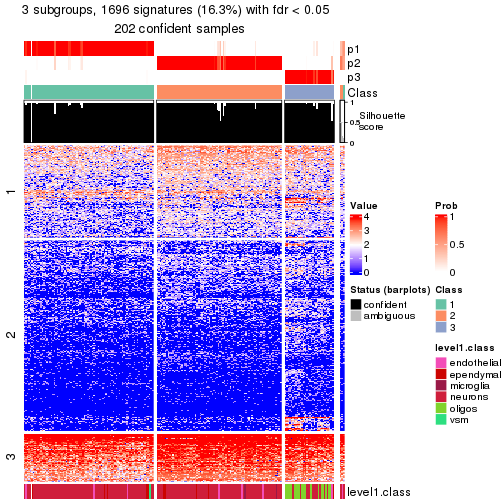 3 subgroups, 1696 signatures (16.3%) with fdr < 0.05
202 confident samples
p1
p2
p3
Class
1
0.5
0
Silhouette
score
1
2
3
level1.class
Value
4
3
2
1
0
Prob
1
0.5
0
Status (barplots)
confident
ambiguous
Class
1
2
3
level1.class
endothelial
ependymal
microglia
neurons
oligos
vsm